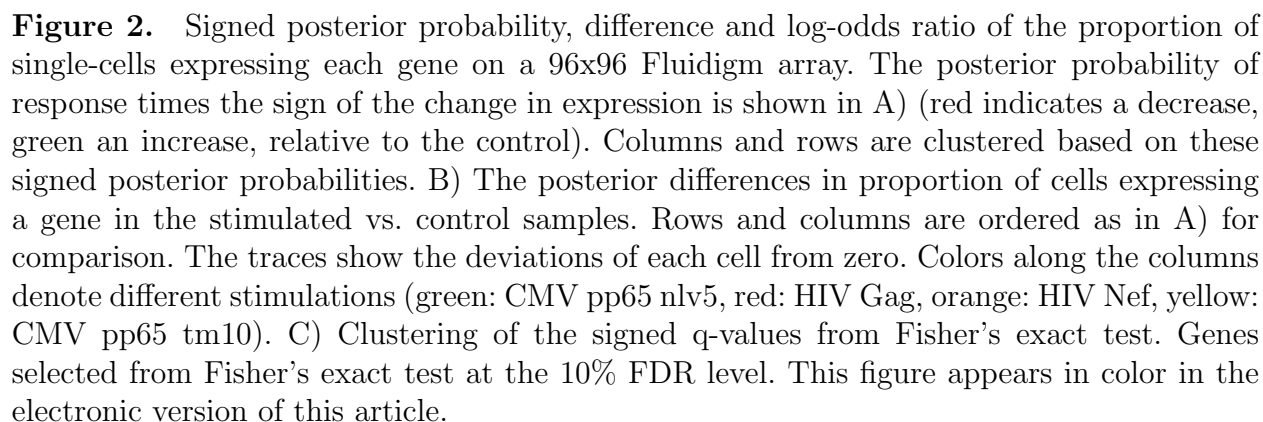 Figure 2. Signed posterior probability, difference and log-odds ratio of the proportion of
single-cells expressing each gene on a 96x96 Fluidigm array. The posterior probability of
response times the sign of the change in expression is shown in A) (red indicates a decrease,
green an increase, relative to the control). Columns and rows are clustered based on these
signed posterior probabilities. B) The posterior differences in proportion of cells expressing
a gene in the stimulated vs. control samples. Rows and columns are ordered as in A) for
comparison. The traces show the deviations of each cell from zero. Colors along the columns
denote different stimulations (green: CMV pp65 nlv5, red: HIV Gag, orange: HIV Nef, yellow:
CMV pp65 tm10). C) Clustering of the signed q-values from Fisher's exact test. Genes
selected from Fisher's exact test at the 10% FDR level. This figure appears in color in the
electronic version of this article.